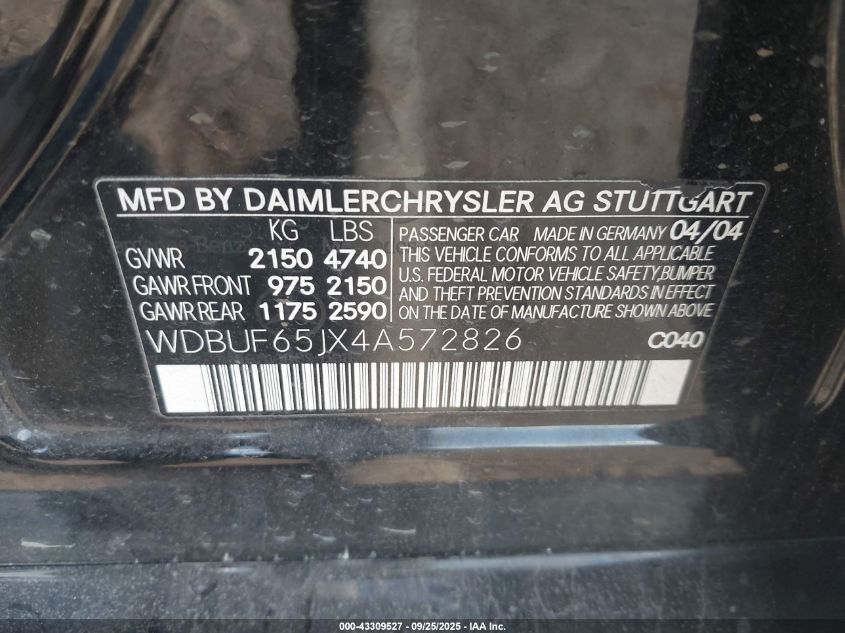 MFD BY DAIMLERCHRYSLER AG STUTTGART
KG LBS
GVWR 2150 4740
GAWR FRONT 975 2150
GAWR REAR 1175 2590
PASSENGER CAR MADE IN GERMANY 04/04
THIS VEHICLE CONFORMS TO ALL APPLICABLE
U.S. FEDERAL MOTOR VEHICLE SAFETY,BUMPER
AND THEFT PREVENTION STANDARDS IN EFFECT
ON THE DATE OF MANUFACTURE SHOWN ABOVE
WDBUF65JX4A572826 C040
000-43309527 - 09/25/2025 - IAA Inc.